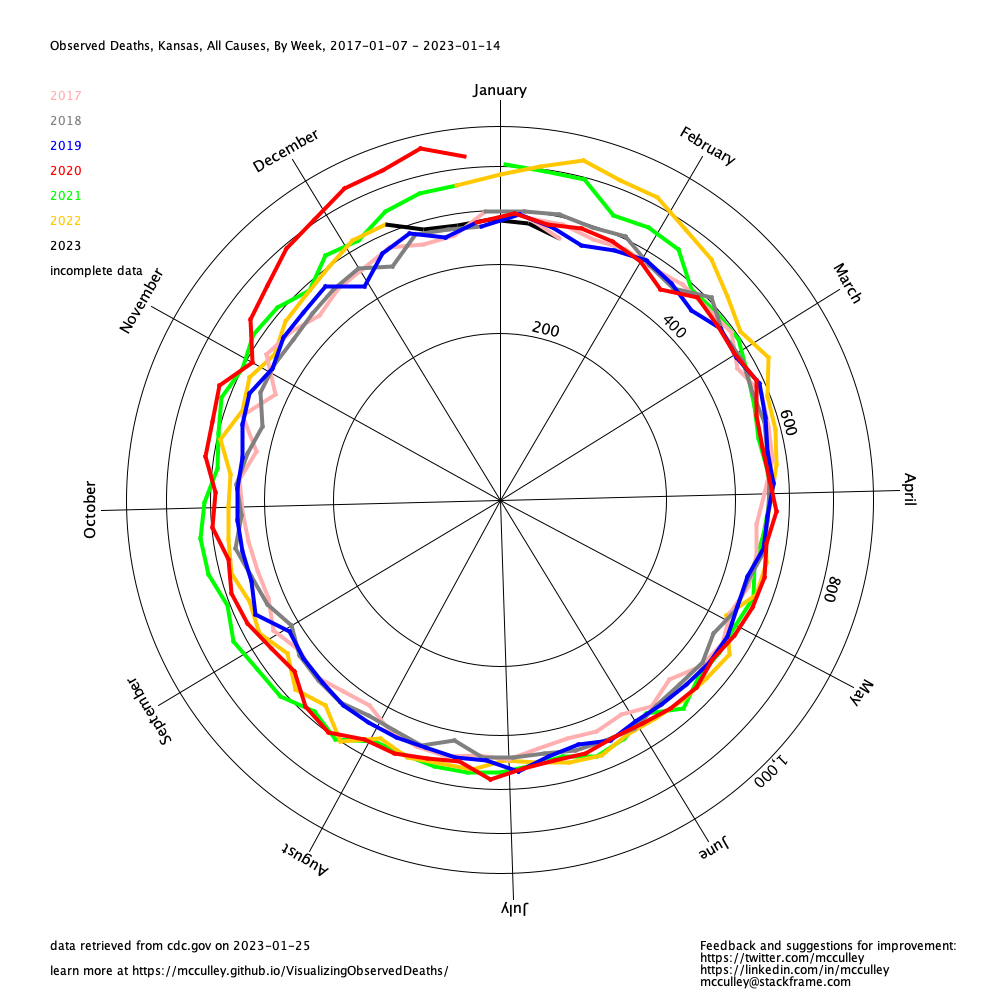 Observed Deaths, Kansas, All Causes, By Week, 2017-01-07 - 2023-01-14
January
2017
2018
2019
2020
2021
2022
2023
incomplete data
December
February
November
March
200
400
600
October
April
800
September
May
1,000
August
June
July
data retrieved from cdc.gov on 2023-01-25
learn more at https://mcculley.github.io/VisualizingObservedDeaths/
Feedback and suggestions for improvement:
https://twitter.com/mcculley
https://linkedin.com/in/mcculley
mcculley@stackframe.com